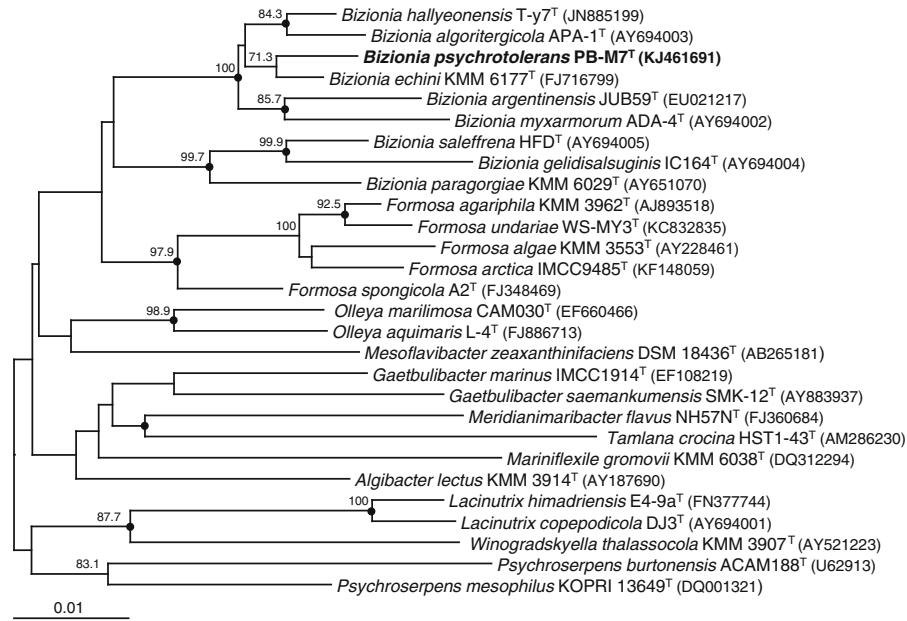 84.3 Bizionia hallyeonensis T-y7ᵀ (JN885199)
Bizionia algoritergicola APA-1ᵀ (AY694003)
71.3 Bizionia psychrotolerans PB-M7ᵀ (KJ461691)
100 Bizionia echini KMM 6177ᵀ (FJ716799)
85.7 Bizionia argentinensis JUB59ᵀ (EU021217)
Bizionia myxarmorum ADA-4ᵀ (AY694002)
99.9 Bizionia saleffrena HFDᵀ (AY694005)
99.7 Bizionia gelidisalsuginis IC164ᵀ (AY694004)
Bizionia paragorgiae KMM 6029ᵀ (AY651070)
92.5 Formosa agariphila KMM 3962ᵀ (AJ893518)
100 Formosa undariae WS-MY3ᵀ (KC832835)
97.9 Formosa algae KMM 3553ᵀ (AY228461)
Formosa arctica IMCC9485ᵀ (KF148059)
Formosa spongicola A2ᵀ (FJ348469)
98.9 Olleya marilimosa CAM030ᵀ (EF660466)
Olleya aquimaris L-4ᵀ (FJ886713)
Mesoflavibacter zeaxanthinifaciens DSM 18436ᵀ (AB265181)
Gaetbulibacter marinus IMCC1914ᵀ (EF108219)
Gaetbulibacter saemankumensis SMK-12ᵀ (AY883937)
Meridianimaribacter flavus NH57Nᵀ (FJ360684)
Tamlana crocina HST1-43ᵀ (AM286230)
Mariniflexile gromovii KMM 6038ᵀ (DQ312294)
Algibacter lectus KMM 3914ᵀ (AY187690)
100 Lacinutrix himadriensis E4-9aᵀ (FN377744)
87.7 Lacinutrix copepodicola DJ3ᵀ (AY694001)
Winogradskyella thalassocola KMM 3907ᵀ (AY521223)
83.1 Psychroserpens burtonensis ACAM188ᵀ (U62913)
Psychroserpens mesophilus KOPRI 13649ᵀ (DQ001321)
0.01